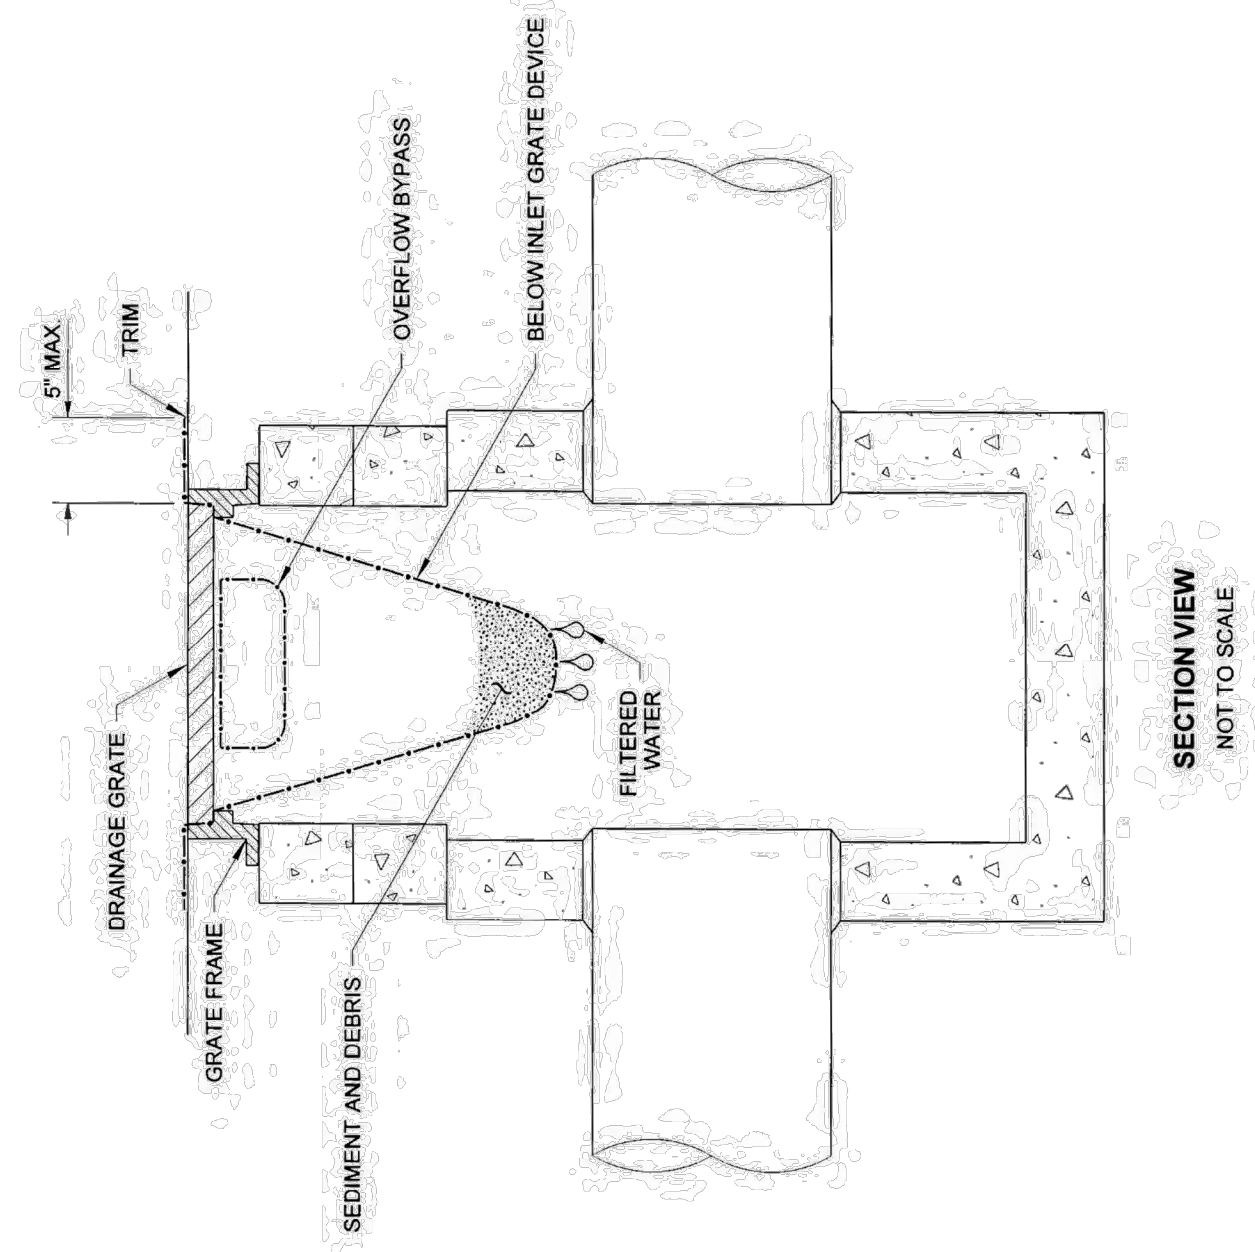 5" MAX.
TRIM
DRAINAGE GRATE
GRATE FRAME
OVERFLOW BYPASS
BELOW INLET GRATE DEVICE
SEDIMENT AND DEBRIS
FILTERED
WATER
SECTION VIEW
NOT TO SCALE